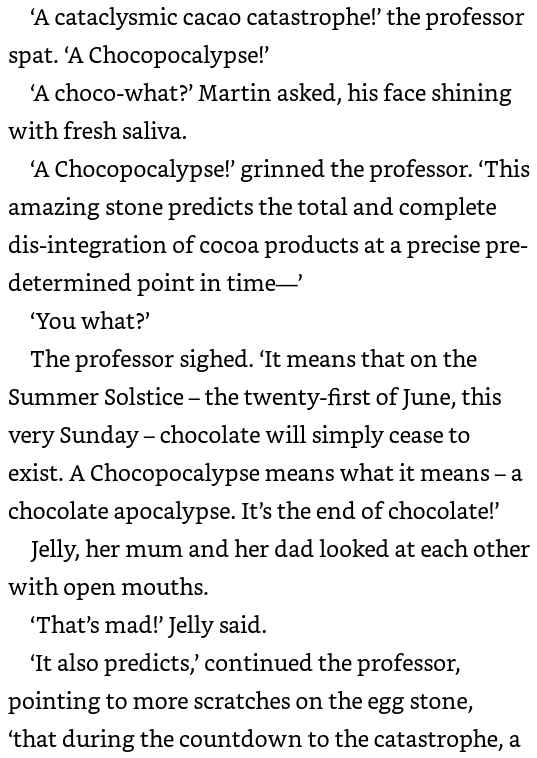 ‘A cataclysmic cacao catastrophe!’ the professor
spat. ‘A Chocopocalypse!’
‘A choco-what?’ Martin asked, his face shining
with fresh saliva.
‘A Chocopocalypse!’ grinned the professor. ‘This
amazing stone predicts the total and complete
dis-integration of cocoa products at a precise pre-
determined point in time—’
‘You what?’
The professor sighed. ‘It means that on the
Summer Solstice – the twenty-first of June, this
very Sunday – chocolate will simply cease to
exist. A Chocopocalypse means what it means – a
chocolate apocalypse. It’s the end of chocolate!’
Jelly, her mum and her dad looked at each other
with open mouths.
‘That’s mad!’ Jelly said.
‘It also predicts,’ continued the professor,
pointing to more scratches on the egg stone,
‘that during the countdown to the catastrophe, a